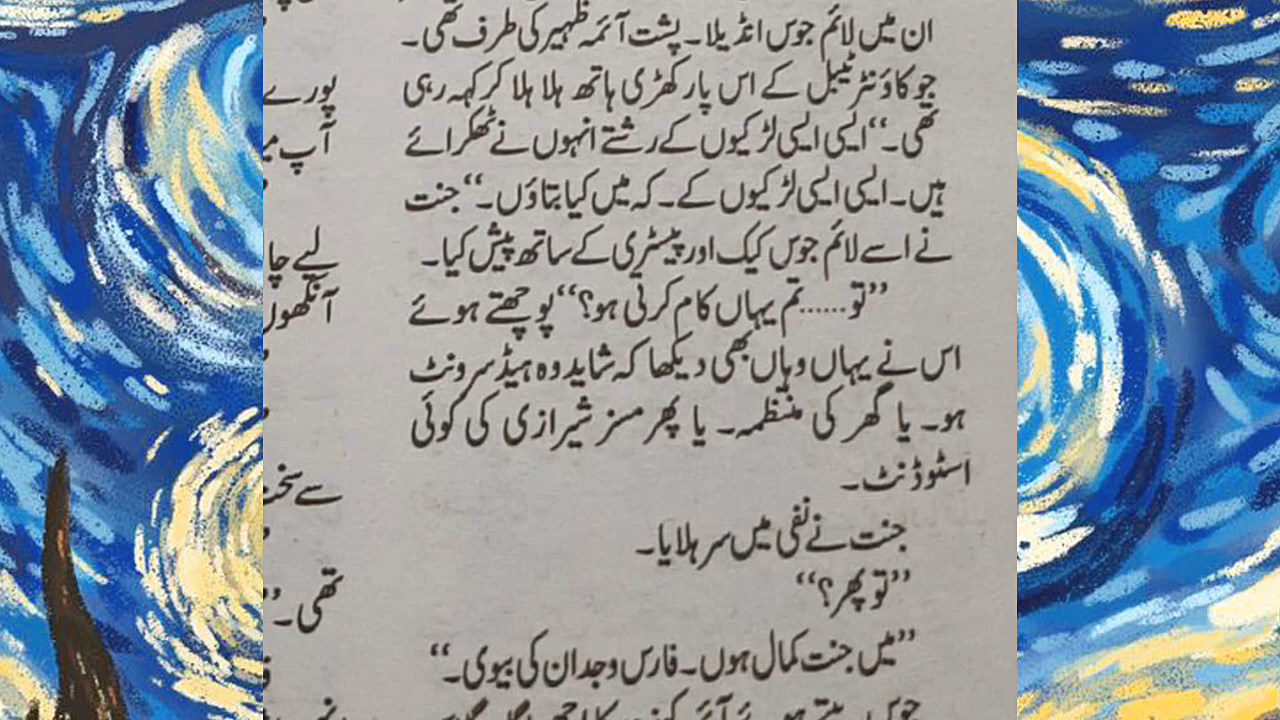 ان میں لائم جوس انڈیلا۔ پشت آئمہ ظہیر کی طرف تھی۔
جو کاؤنٹر ٹیبل کے اس پار کھڑی ہاتھ ہلا ہلا کر کہہ رہی
تھی۔ ‘‘ایسی ایسی لڑکیوں کے رشتے انہوں نے ٹھکرائے
ہیں۔ ایسی ایسی لڑکیوں کے۔ کہ میں کیا بتاؤں۔‘‘ جنت
نے اسے لائم جوس کیک اور پیسٹری کے ساتھ پیش کیا۔
’’تو......تم یہاں کام کرتی ہو؟‘‘ پوچھتے ہوئے
اس نے یہاں وہاں بھی دیکھا کہ شاید وہ ہیڈ سرونٹ
ہو۔ یا گھر کی منتظمہ۔ یا پھر مسز شیرازی کی کوئی
اسٹوڈنٹ۔
جنت نے نفی میں سر ہلایا۔
’’تو پھر؟‘‘
’’میں جنت کمال ہوں۔ فارس وجدان کی بیوی۔‘‘
پورے
آپ
لیے
سے
تھی۔